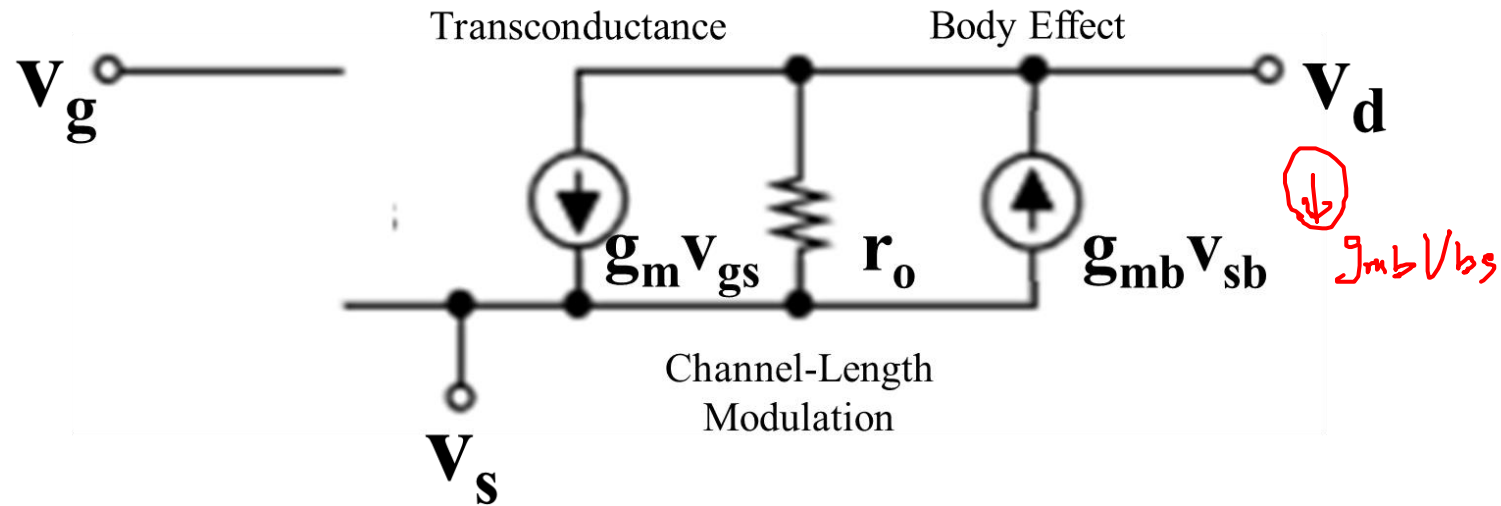 Transconductance
Body Effect
vg
vd
gmvgs
ro
gmbvsb
gmbVbs
Channel-Length
Modulation
vs